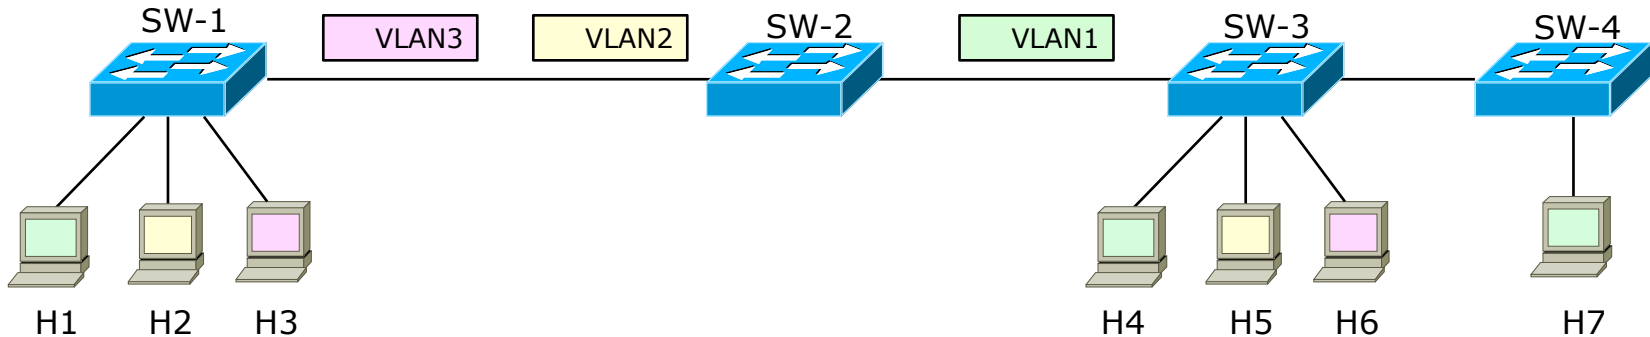 SW-1
VLAN3
VLAN2
SW-2
VLAN1
SW-3
SW-4
H1
H2
H3
H4
H5
H6
H7